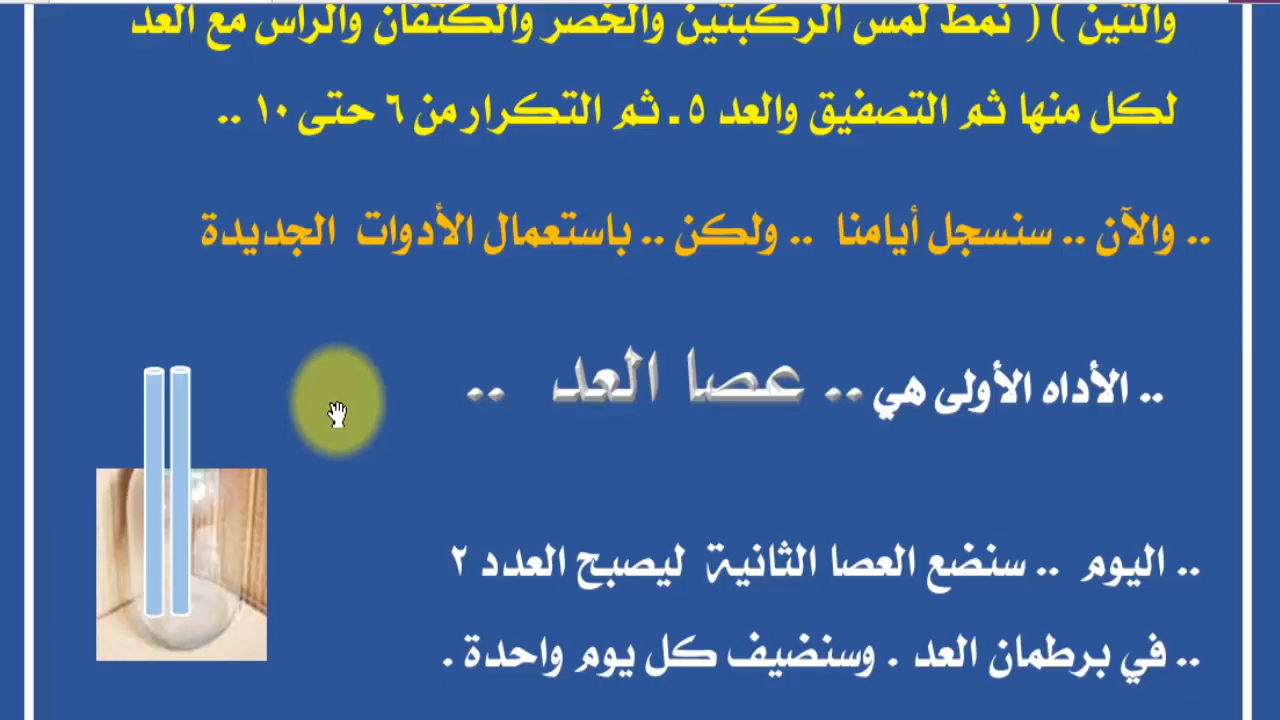 والتين ) ( نمط لمس الركبتين والخصر والكتفان والراس مع العد
لكل منها ثم التصفيق والعد ٥ ـ ثم التكرار من ٦ حتى ١٠ ..
.. والآن .. سنسجل أيامنا .. ولكن .. باستعمال الأدوات الجديدة
.. الأداه الأولى هي .. عصا العد ..
.. اليوم .. سنضع العصا الثانية ليصبح العدد ٢
.. في برطمان العد . وسنضيف كل يوم واحدة .